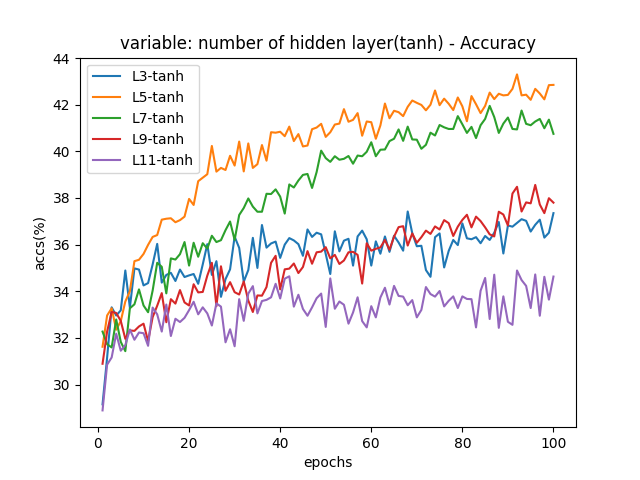 variable: number of hidden layer(tanh) - Accuracy
44
42
40
38
36
34
32
30
accs(%)
L3-tanh
L5-tanh
L7-tanh
L9-tanh
L11-tanh
0 20 40 60 80 100
epochs